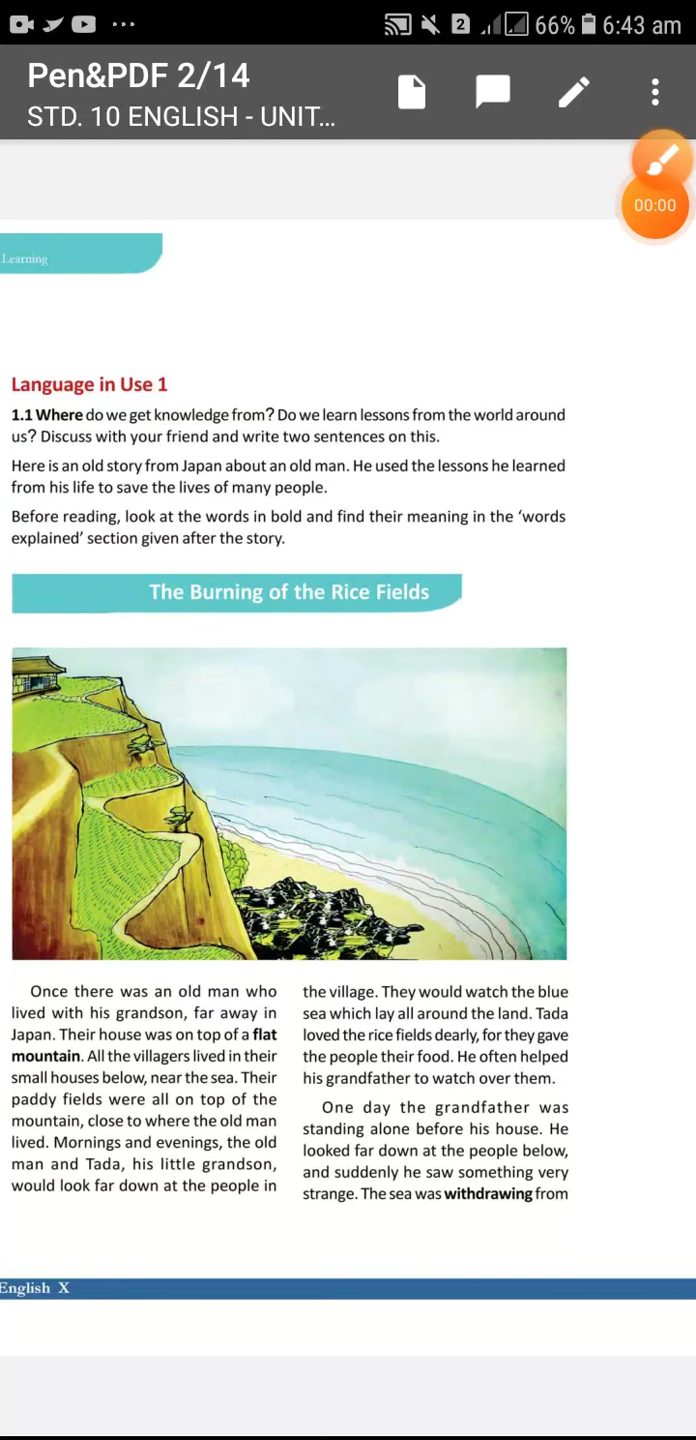 66% 6:43 am
2
Pen&PDF 2/14
STD. 10 ENGLISH - UNIT...
00:00
Learning
Language in Use 1
1.1 Where do we get knowledge from? Do we learn lessons from the world around
us? Discuss with your friend and write two sentences on this.
Here is an old story from Japan about an old man. He used the lessons he learned
from his life to save the lives of many people.
Before reading, look at the words in bold and find their meaning in the ‘words
explained’ section given after the story.
The Burning of the Rice Fields
Once there was an old man who
lived with his grandson, far away in
Japan. Their house was on top of a flat
mountain. All the villagers lived in their
small houses below, near the sea. Their
paddy fields were all on top of the
mountain, close to where the old man
lived. Mornings and evenings, the old
man and Tada, his little grandson,
would look far down at the people in
the village. They would watch the blue
sea which lay all around the land. Tada
loved the rice fields dearly, for they gave
the people their food. He often helped
his grandfather to watch over them.
One day the grandfather was
standing alone before his house. He
looked far down at the people below,
and suddenly he saw something very
strange. The sea was withdrawing from
English X